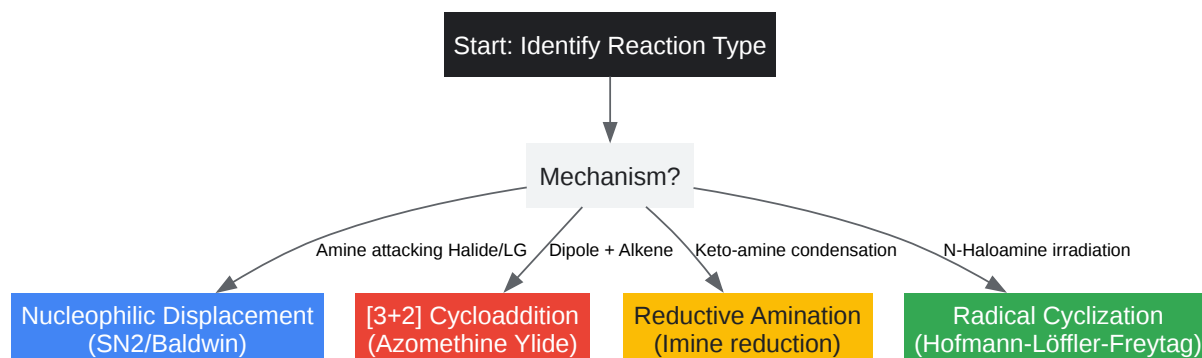 Start: Identify Reaction Type
Mechanism?
Amine attacking Halide/LG
Dipole + Alkene
Keto-amine condensation
N-Haloamine irradiation
Nucleophilic Displacement
(SN2/Baldwin)
[3+2] Cycloaddition
(Azomethine Ylide)
Reductive Amination
(Imine reduction)
Radical Cyclization
(Hofmann-Löffler-Freytag)